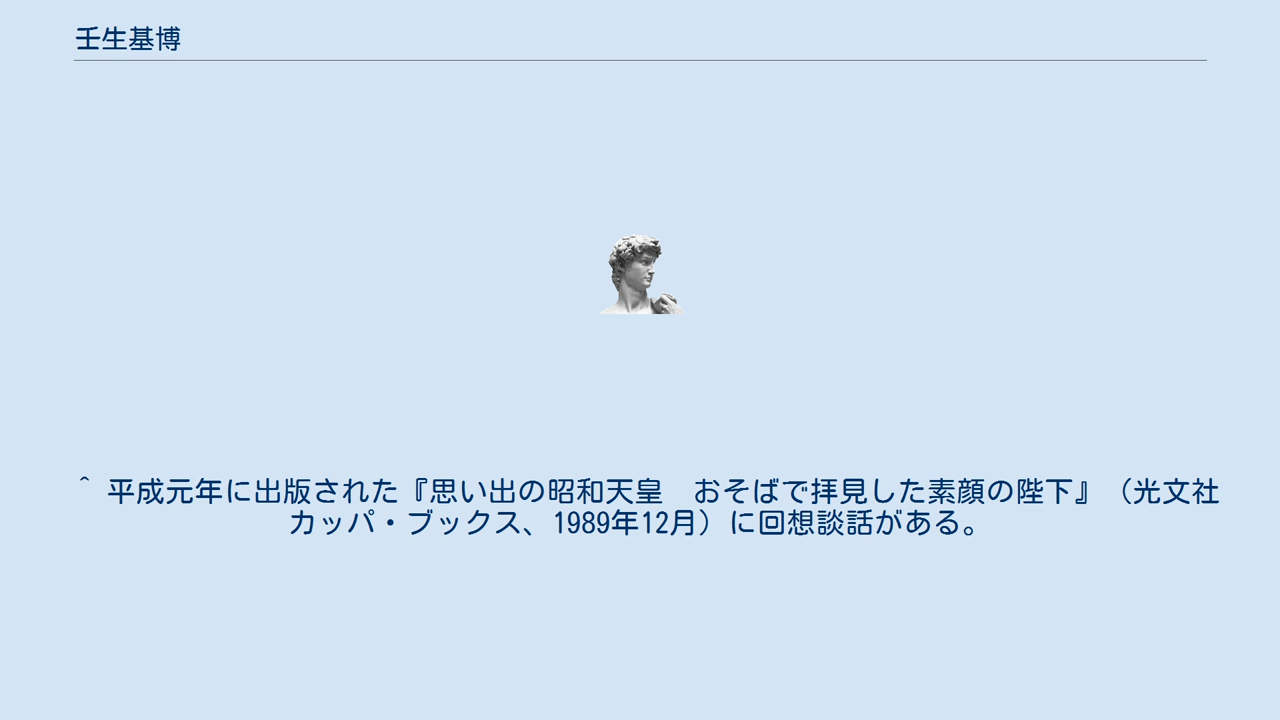 壬生基博
^ 平成元年に出版された『思い出の昭和天皇　おそばで拝見した素顔の陛下』（光文社
カッパ・ブックス、1989年12月）に回想談話がある。